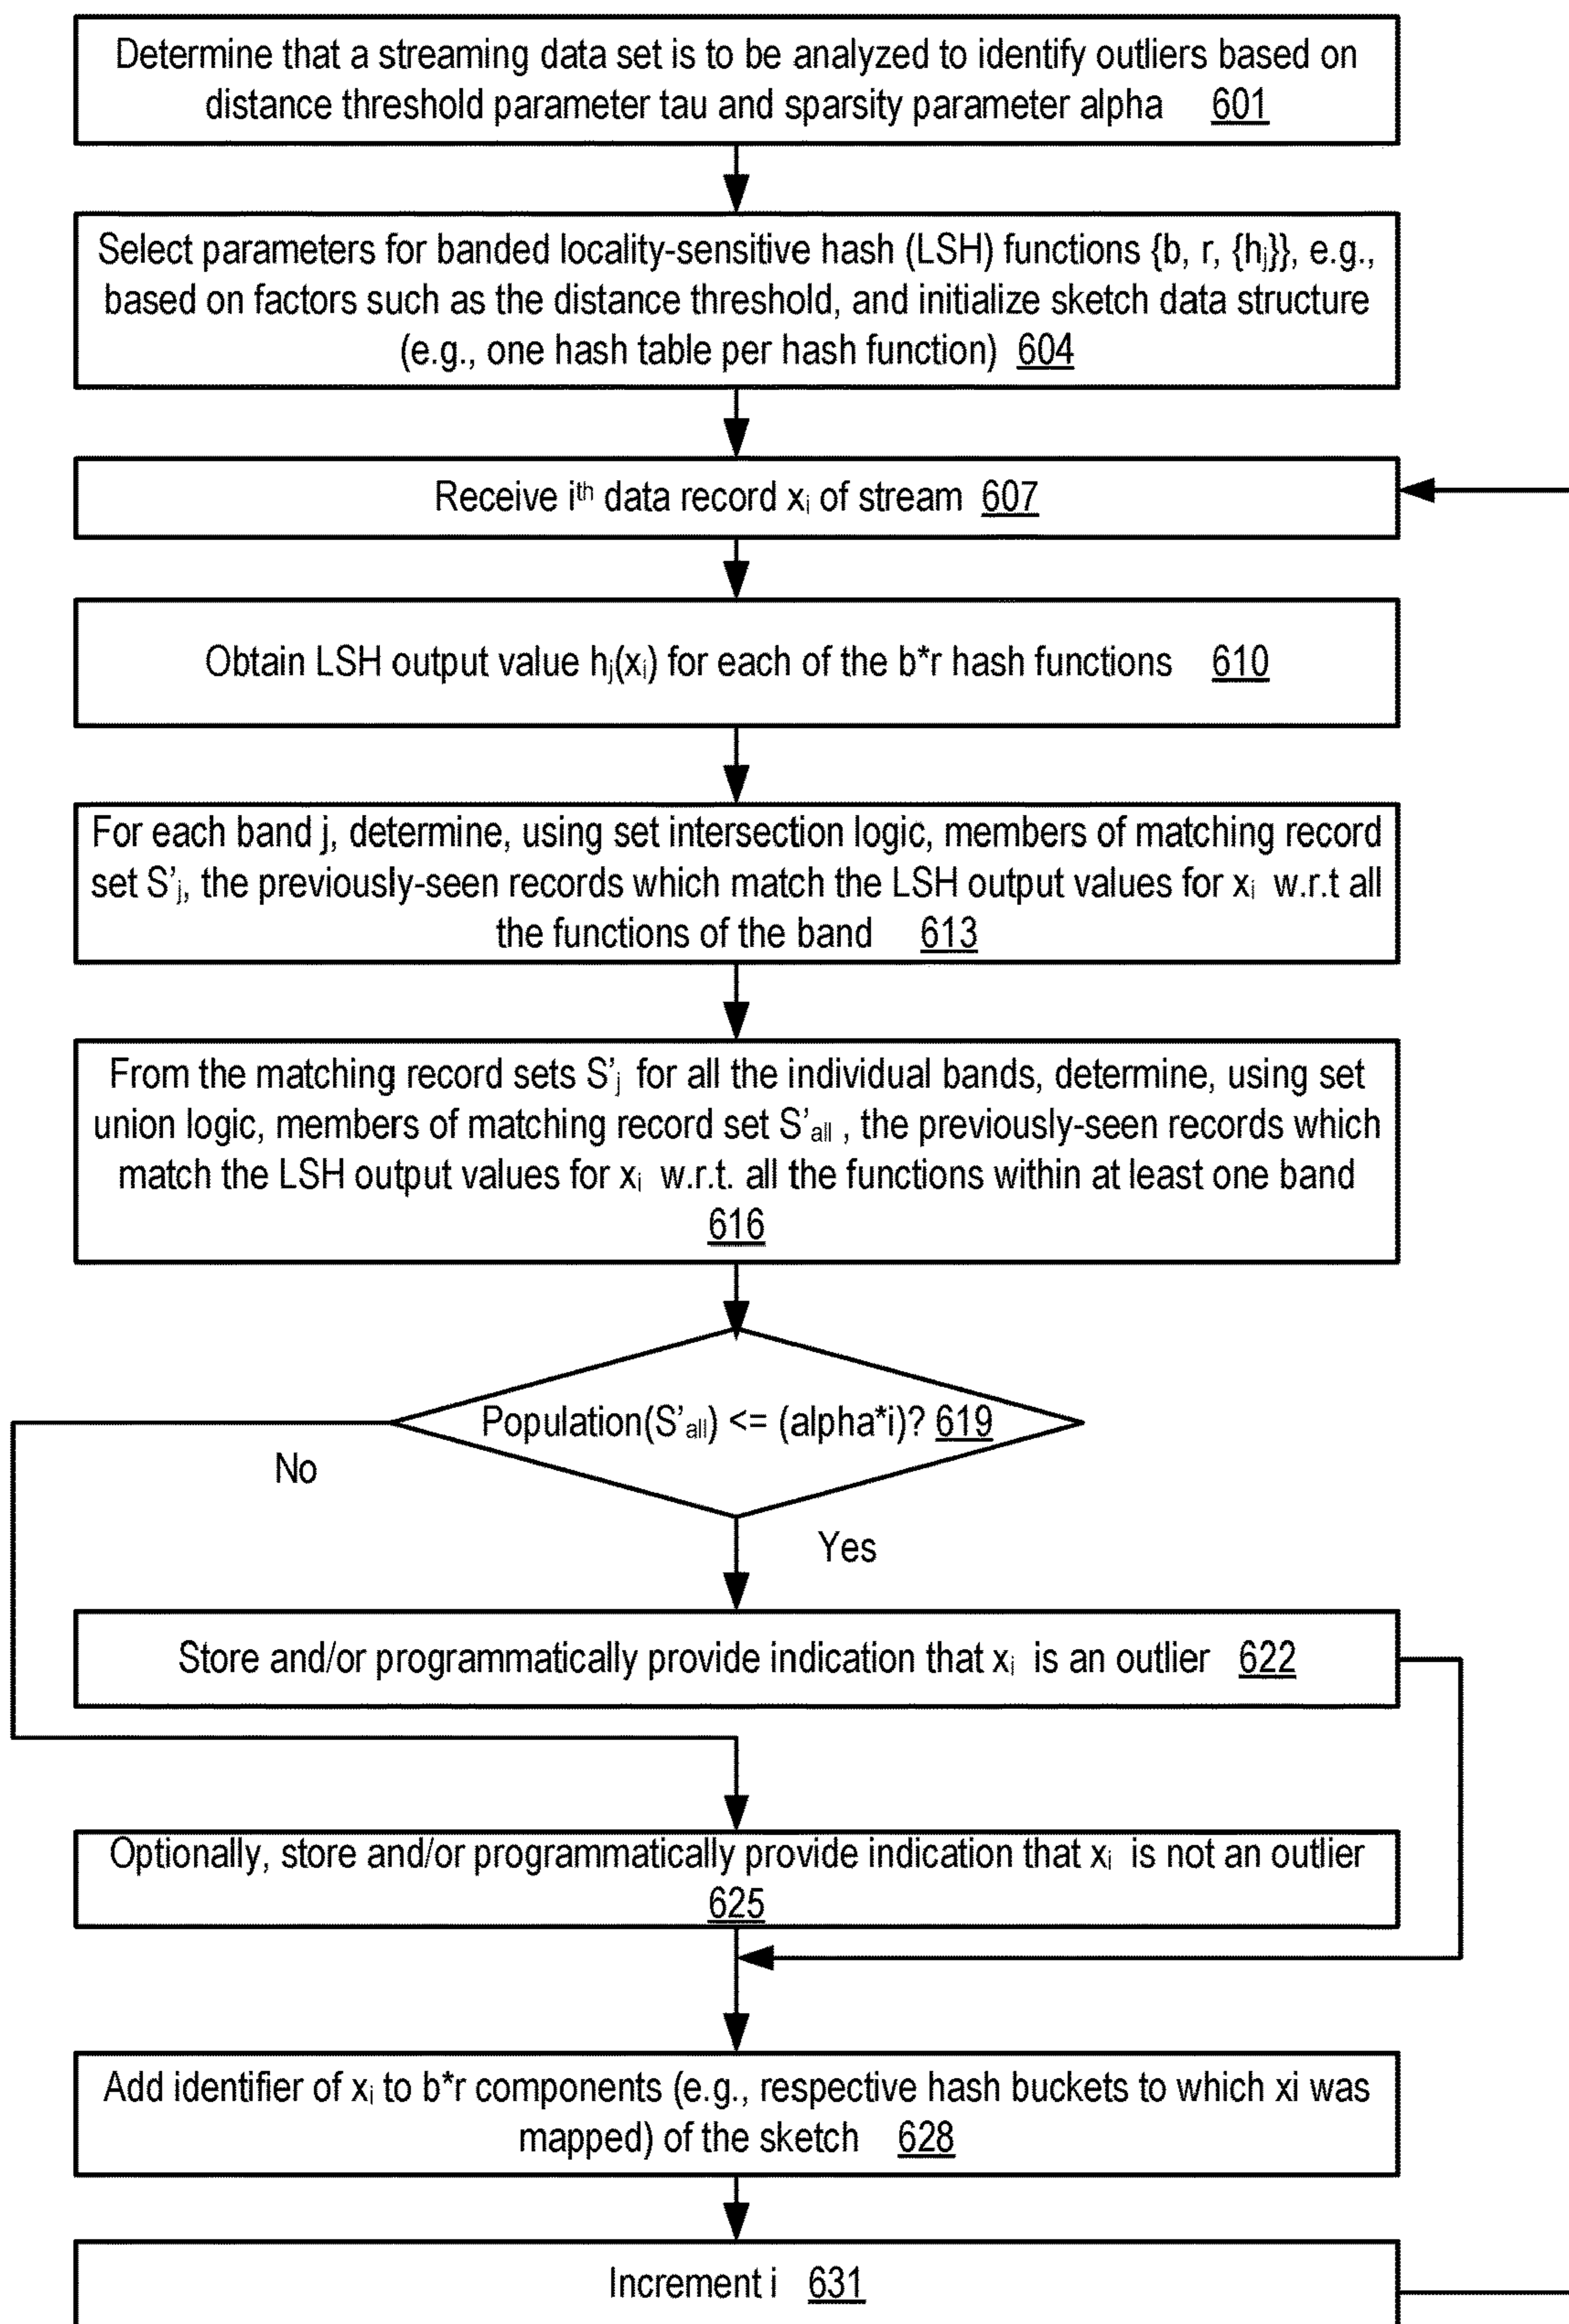 Determine that a streaming data set is to be analyzed to identify outliers based on
distance threshold parameter tau and sparsity parameter alpha 601
Select parameters for banded locality-sensitive hash (LSH) functions {b, r, {hj}}, e.g.,
based on factors such as the distance threshold, and initialize sketch data structure
(e.g., one hash table per hash function) 604
Receive ith data record xi of stream 607
Obtain LSH output value hj(xi) for each of the b*r hash functions 610
For each band j, determine, using set intersection logic, members of matching record
set S’j, the previously-seen records which match the LSH output values for xi w.r.t all
the functions of the band 613
From the matching record sets S’j for all the individual bands, determine, using set
union logic, members of matching record set S’all , the previously-seen records which
match the LSH output values for xi w.r.t. all the functions within at least one band
616
Population(S’all) <= (alpha*i)? 619
No
Yes
Store and/or programmatically provide indication that xi is an outlier 622
Optionally, store and/or programmatically provide indication that xi is not an outlier
625
Add identifier of xi to b*r components (e.g., respective hash buckets to which xi was
mapped) of the sketch 628
Increment i 631